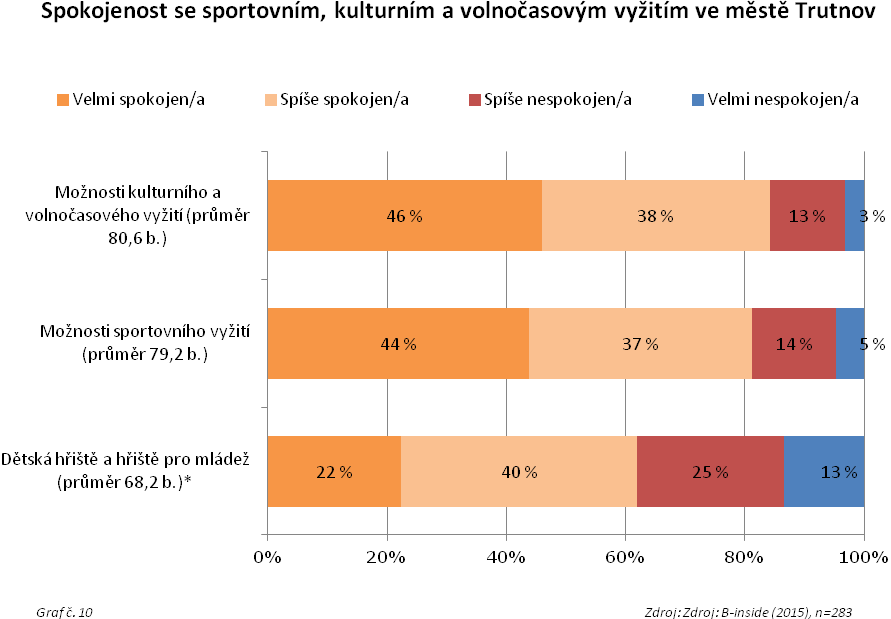 Spokojenost se sportovním, kulturním a volnočasovým vyžitím ve městě Trutnov
Velmi spokojen/a
Spíše spokojen/a
Spíše nespokojen/a
Velmi nespokojen/a
Možnosti kulturního a
volnočasového vyžití (průměr
80,6 b.)
46 %
38 %
13 %
3 %
Možnosti sportovního vyžití
(průměr 79,2 b.)
44 %
37 %
14 %
5 %
Dětská hřiště a hřiště pro mládež
(průměr 68,2 b.)*
22 %
40 %
25 %
13 %
0%
20%
40%
60%
80%
100%
Graf č. 10
Zdroj: Zdroj: B-inside (2015), n=283